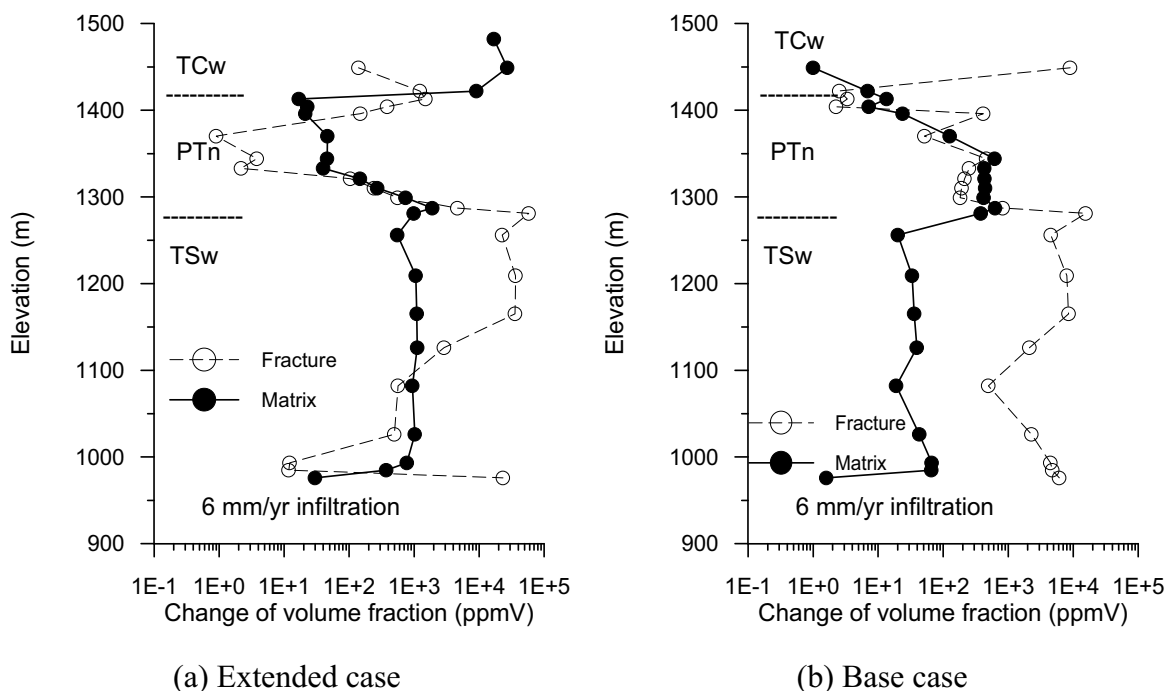 1500
1400
1300
1200
1100
1000
900
Elevation (m)
TCw
PTn
TSw
Fracture
Matrix
6 mm/yr infiltration
1E-1 1E+0 1E+1 1E+2 1E+3 1E+4 1E+5
Change of volume fraction (ppmV)
(a) Extended case
1500
1400
1300
1200
1100
1000
900
Elevation (m)
TCw
PTn
TSw
Fracture
Matrix
6 mm/yr infiltration
1E-1 1E+0 1E+1 1E+2 1E+3 1E+4 1E+5
Change of volume fraction (ppmV)
(b) Base case